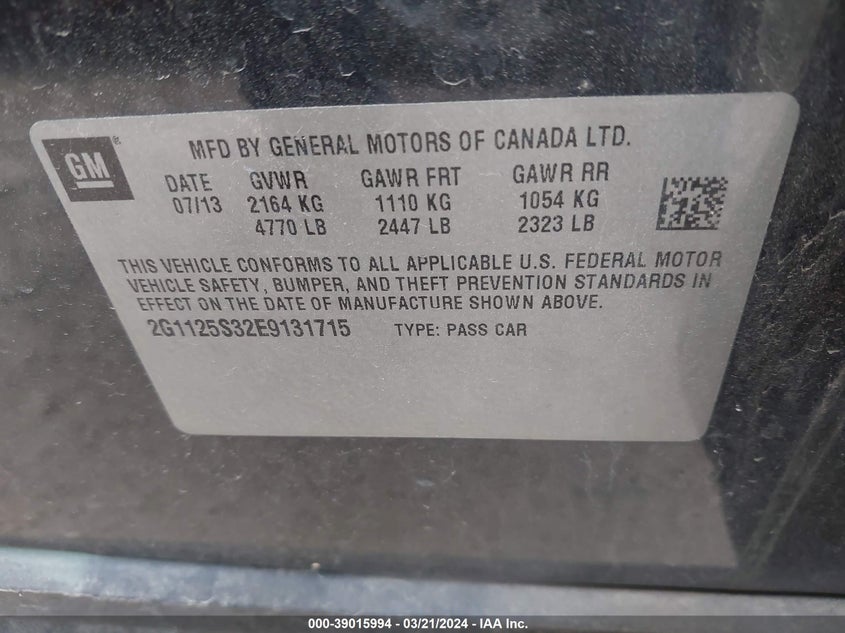 GM®
MFD BY GENERAL MOTORS OF CANADA LTD.
DATE GVWR GAWR FRT GAWR RR
07/13 2164 KG 1110 KG 1054 KG
4770 LB 2447 LB 2323 LB
THIS VEHICLE CONFORMS TO ALL APPLICABLE U.S. FEDERAL MOTOR
VEHICLE SAFETY, BUMPER, AND THEFT PREVENTION STANDARDS IN
EFFECT ON THE DATE OF MANUFACTURE SHOWN ABOVE.
2G1125S32E9131715 TYPE: PASS CAR
000-39015994 - 03/21/2024 - IAA Inc.